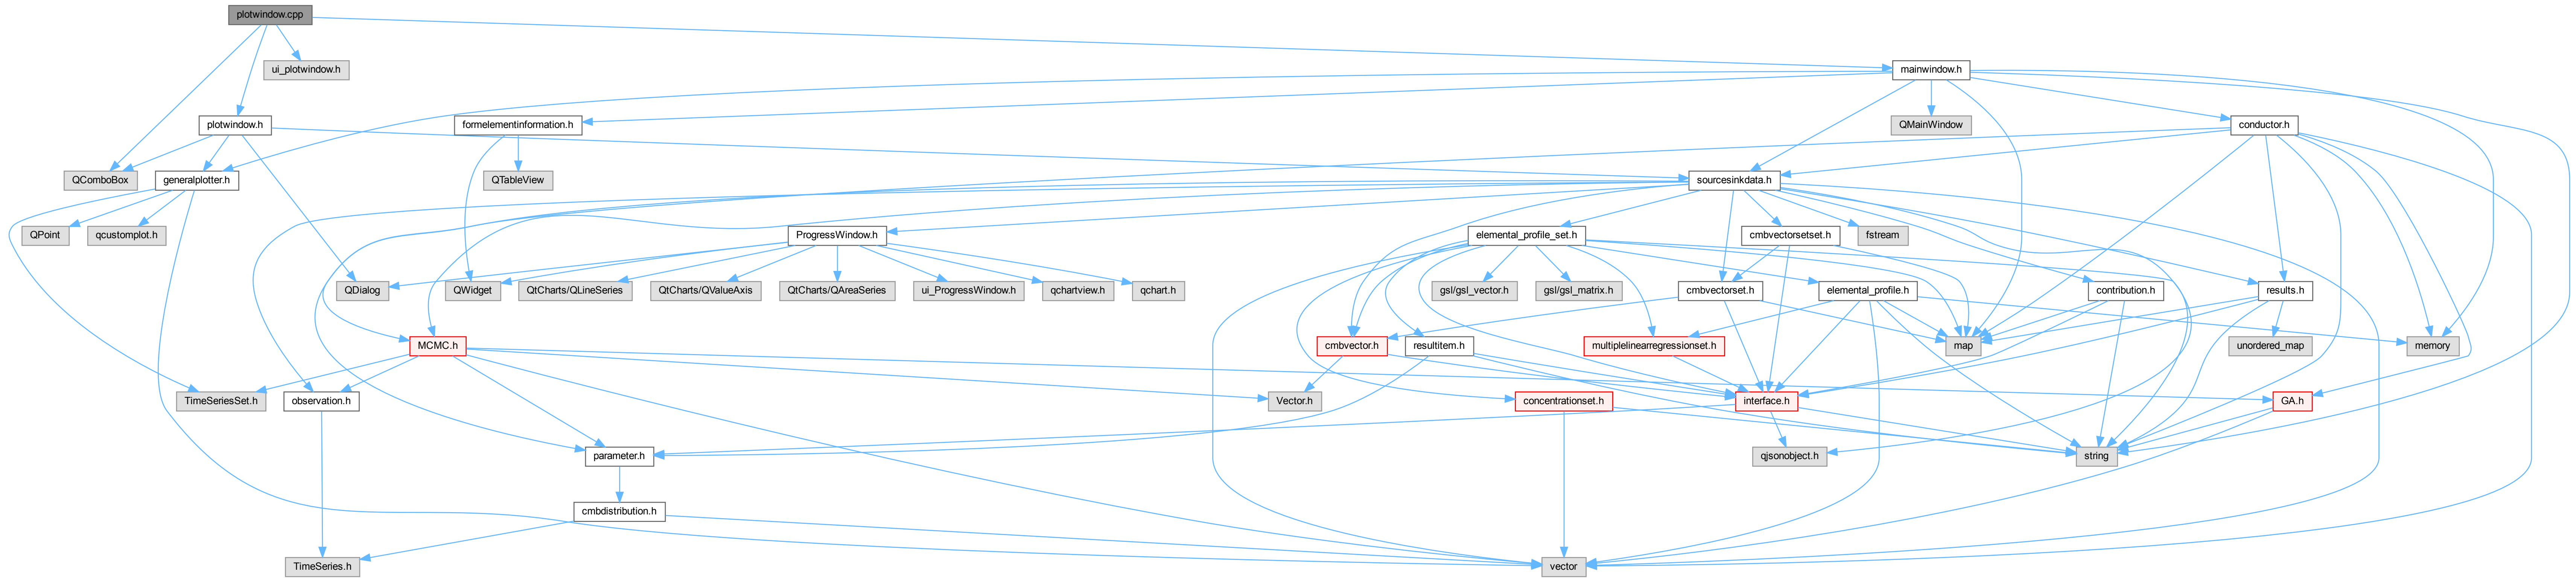 plotwindow.cpp
ui_plotwindow.h
mainwindow.h
plotwindow.h
formelementinformation.h
QMainWindow
conductor.h
QComboBox
generalplotter.h
QTableView
sourcesinkdata.h
QPoint
qcustomplot.h
ProgressWindow.h
elemental_profile_set.h
cmbvectorsetset.h
fstream
QDialog
QWidget
QtCharts/QLineSeries
QtCharts/QValueAxis
QtCharts/QAreaSeries
ui_ProgressWindow.h
qchartview.h
qchart.h
gsl/gsl_vector.h
gsl/gsl_matrix.h
cmbvectorset.h
elemental_profile.h
contribution.h
results.h
MCMC.h
cmbvector.h
resultitem.h
multiplelinearregressionset.h
map
unordered_map
memory
TimeSeriesSet.h
observation.h
Vector.h
concentrationset.h
interface.h
GA.h
parameter.h
qjsonobject.h
string
cmbdistribution.h
TimeSeries.h
vector